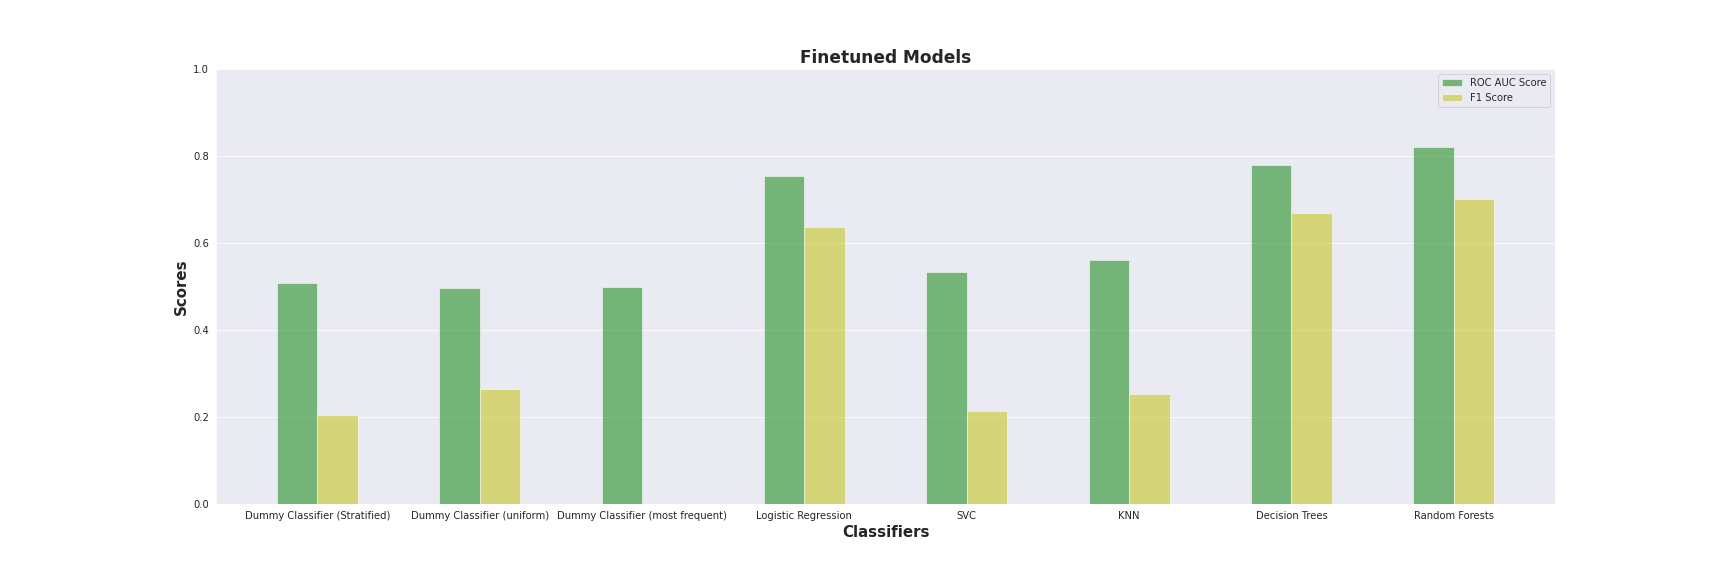 Finetuned Models
1.0
ROC AUC Score
F1 Score
0.8
0.6
Scores
0.4
0.2
0.0
Dummy Classifier (Stratified) Dummy Classifier (uniform) Dummy Classifier (most frequent) Logistic Regression SVC KNN Decision Trees Random Forests
Classifiers